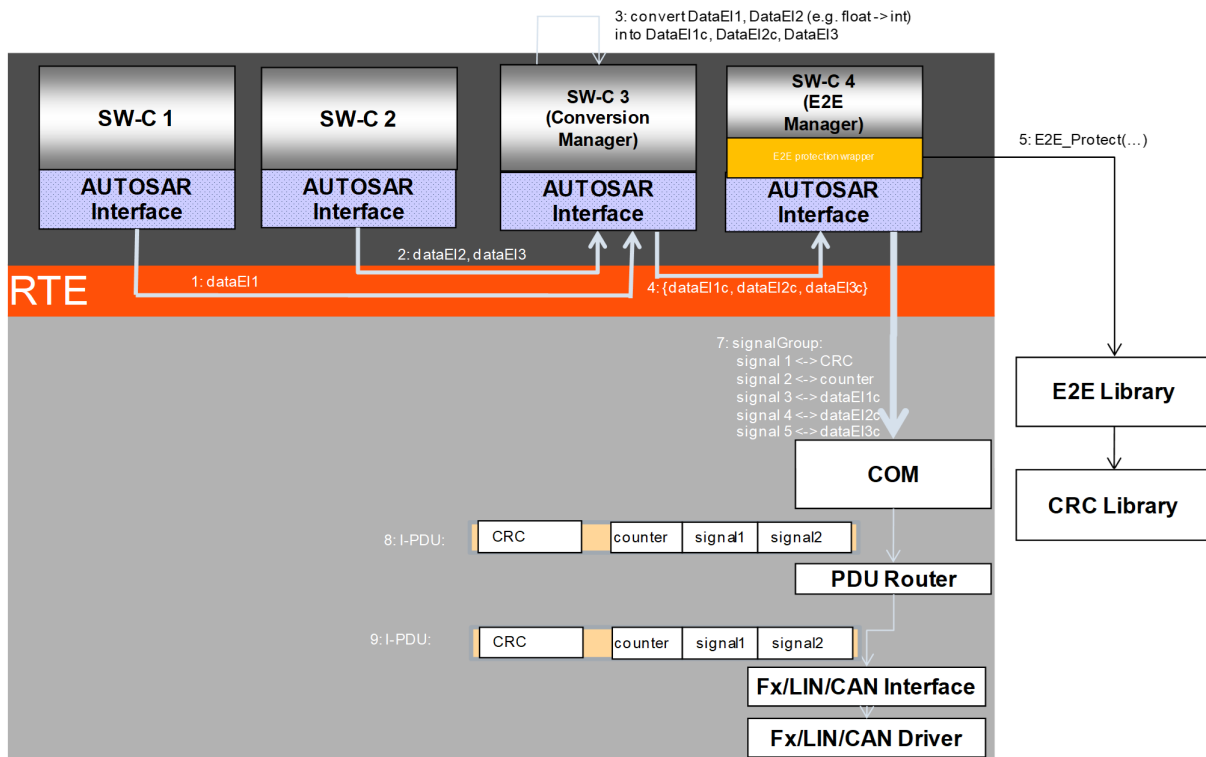 3: convert DataEl1, DataEl2 (e.g. float->int)
into DataEl1c, DataEl2c, DataEl3
SW-C 1
SW-C 2
SW-C 3
(Conversion
Manager)
SW-C 4
(E2E
Manager)
E2E protection wrapper
5: E2E_Protect(...)
AUTOSAR
Interface
AUTOSAR
Interface
AUTOSAR
Interface
AUTOSAR
Interface
2: dataEl2, dataEl3
RTE
1: dataEl1
4: {dataEl1c, dataEl2c, dataEl3c}
7: signalGroup:
signal 1 <-> CRC
signal 2 <-> counter
signal 3 <-> dataEl1c
signal 4 <-> dataEl2c
signal 5 <-> dataEl3c
E2E Library
COM
CRC Library
8: I-PDU:
CRC
counter
signal1
signal2
PDU Router
9: I-PDU:
CRC
counter
signal1
signal2
Fx/LIN/CAN Interface
Fx/LIN/CAN Driver